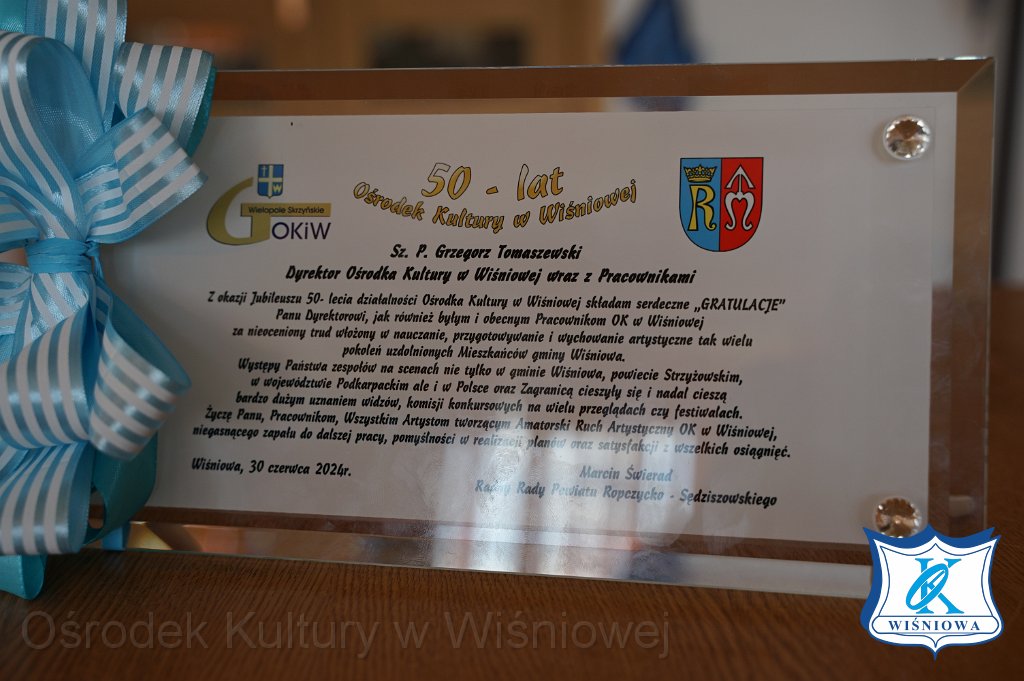 50 - lat
Ośrodek Kultury w Wiśniowej
Wielopole Skrzyńskie
GOKiW
W
R
Sz. P. Grzegorz Tomaszewski
Dyrektor Ośrodka Kultury w Wiśniowej wraz z Pracownikami
Z okazji Jubileuszu 50- lecia działalności Ośrodka Kultury w Wiśniowej składam serdeczne „GRATULACJE”
Panu Dyrektorowi, jak również byłym i obecnym Pracownikom OK w Wiśniowej
za nieoceniony trud włożony w nauczanie, przygotowywanie i wychowanie artystyczne tak wielu
pokoleń uzdolnionych Mieszkańców gminy Wiśniowa.
Występy Państwa zespołów na scenach nie tylko w gminie Wiśniowa, powiecie Strzyżowskim,
w województwie Podkarpackim ale i w Polsce oraz Zagranicą cieszyły się i nadal cieszą
bardzo dużym uznaniem widzów, komisji konkursowych na wielu przeglądach czy festiwalach.
Życzę Panu, Pracownikom, Wszystkim Artystom tworzącym Amatorski Ruch Artystyczny OK w Wiśniowej,
niegasnącego zapału do dalszej pracy, pomyślności w realizacji planów oraz satysfakcji z wszelkich osiągnięć.
Wiśniowa, 30 czerwca 2024r.
Marcin Świerad
Radny Rady Powiatu Ropczycko - Sędziszowskiego
Ośrodek Kultury w Wiśniowej
OK
WIŚNIOWA